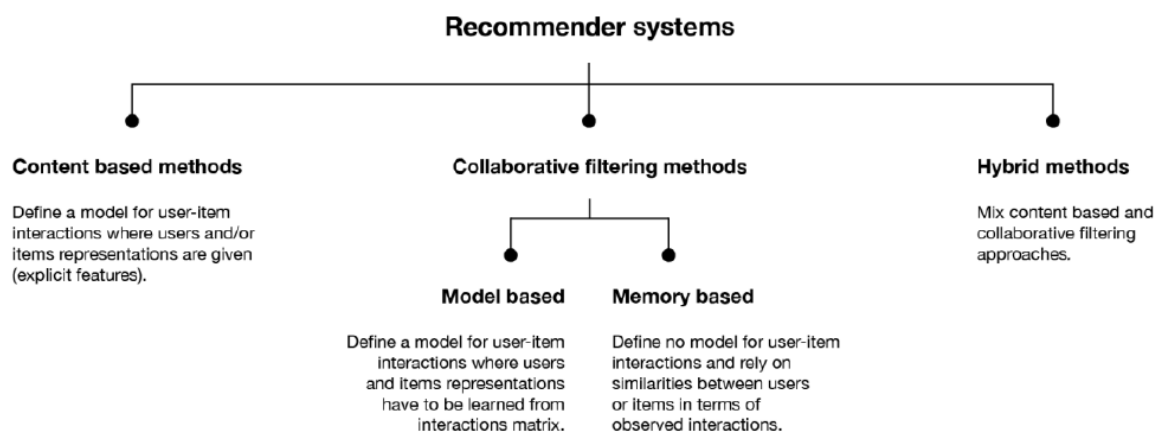 Recommender systems
Content based methods
Define a model for user-item
interactions where users and/or
items representations are given
(explicit features).
Collaborative filtering methods
Model based
Define a model for user-item
interactions where users
and items representations
have to be learned from
interactions matrix.
Memory based
Define no model for user-item
interactions and rely on
similarities between users
or items in terms of
observed interactions.
Hybrid methods
Mix content based and
collaborative filtering
approaches.